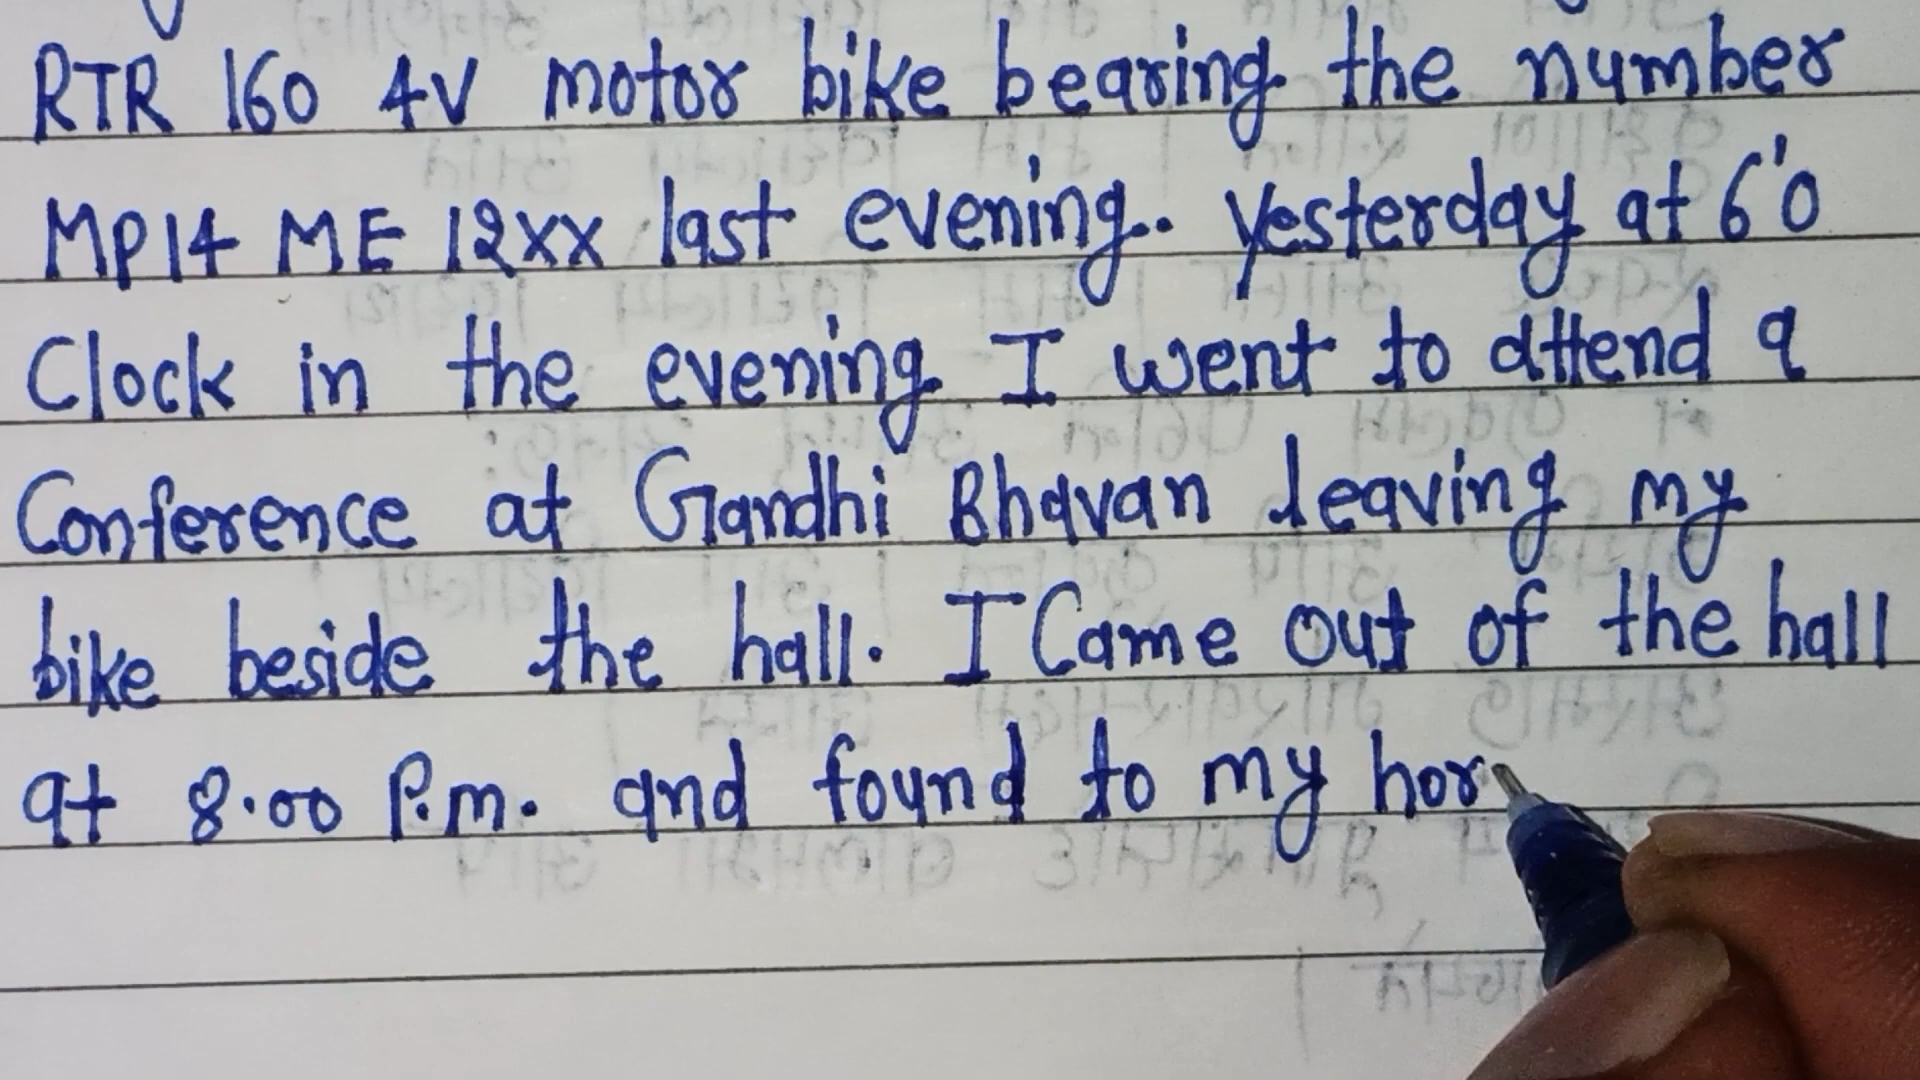 RTR 160 4V motor bike bearing the number
MP14 ME 12XX last evening. Yesterday at 6'0
Clock in the evening I went to attend a
Conference at Gandhi Bhavan leaving my
bike beside the hall. I Came out of the hall
at 8.00 P.m. and found to my hor